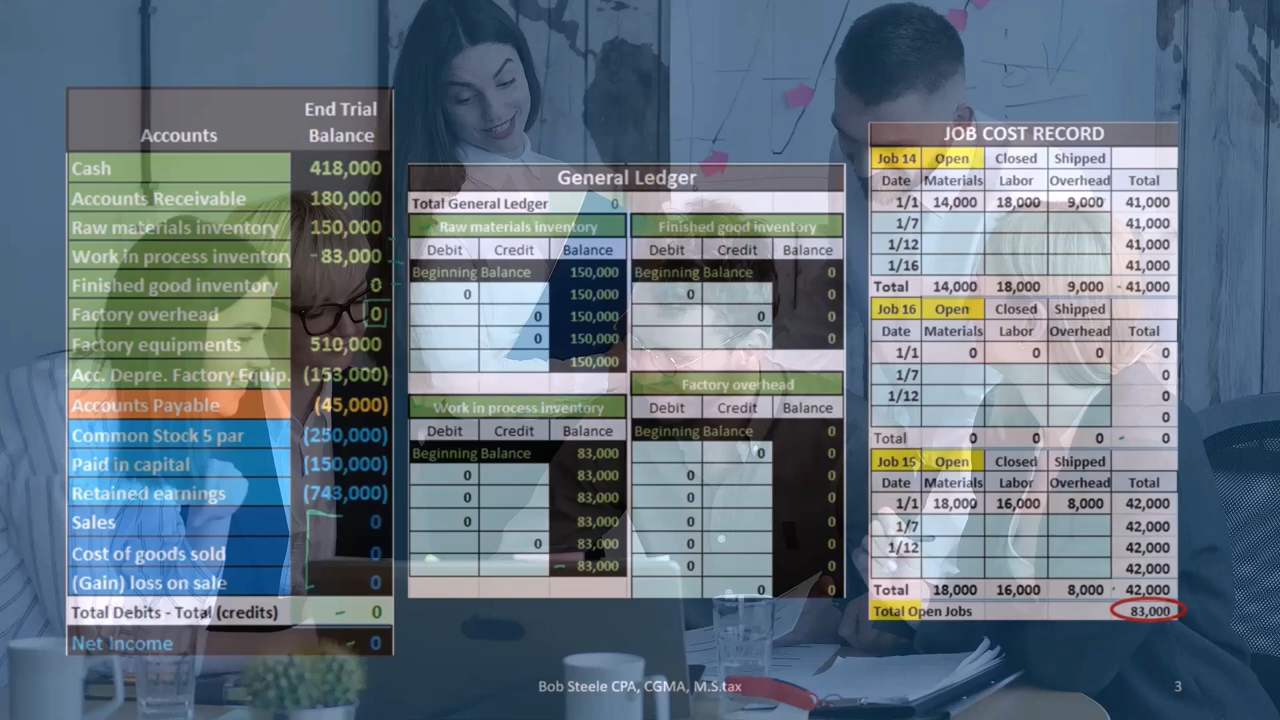 End Trial
Accounts Balance
Cash 418,000
Accounts Receivable 180,000
Raw materials inventory 150,000
Work in process inventory 83,000
Finished good inventory 0
Factory overhead 0
Factory equipments 510,000
Acc. Depre. Factory Equip. (153,000)
Accounts Payable (45,000)
Common Stock 5 par (250,000)
Paid in capital (150,000)
Retained earnings (743,000)
Sales 0
Cost of goods sold 0
(Gain) loss on sale 0
Total Debits - Total (credits) 0
Net Income 0
General Ledger
Total General Ledger 0
Raw materials inventory
Debit Credit Balance
Beginning Balance 150,000
0 150,000
0 150,000
0 150,000
150,000
Finished good inventory
Debit Credit Balance
Beginning Balance 0
0 0
0 0
0 0
Work in process inventory
Debit Credit Balance
Beginning Balance 83,000
0 83,000
0 83,000
0 83,000
0 83,000
83,000
Factory overhead
Debit Credit Balance
Beginning Balance 0
0 0
0 0
0 0
0 0
0 0
0 0
0 0
JOB COST RECORD
Job 14 Open Closed Shipped
Date Materials Labor Overhead Total
1/1 14,000 18,000 9,000 41,000
1/7 41,000
1/12 41,000
1/16 41,000
Total 14,000 18,000 9,000 41,000
Job 16 Open Closed Shipped
Date Materials Labor Overhead Total
1/1 0 0 0 0
1/7 0
1/12 0
0
Total 0 0 0 0
Job 15 Open Closed Shipped
Date Materials Labor Overhead Total
1/1 18,000 16,000 8,000 42,000
1/7 42,000
1/12 42,000
42,000
Total 18,000 16,000 8,000 42,000
Total Open Jobs 83,000
Bob Steele CPA, CGMA, M.S.tax 3